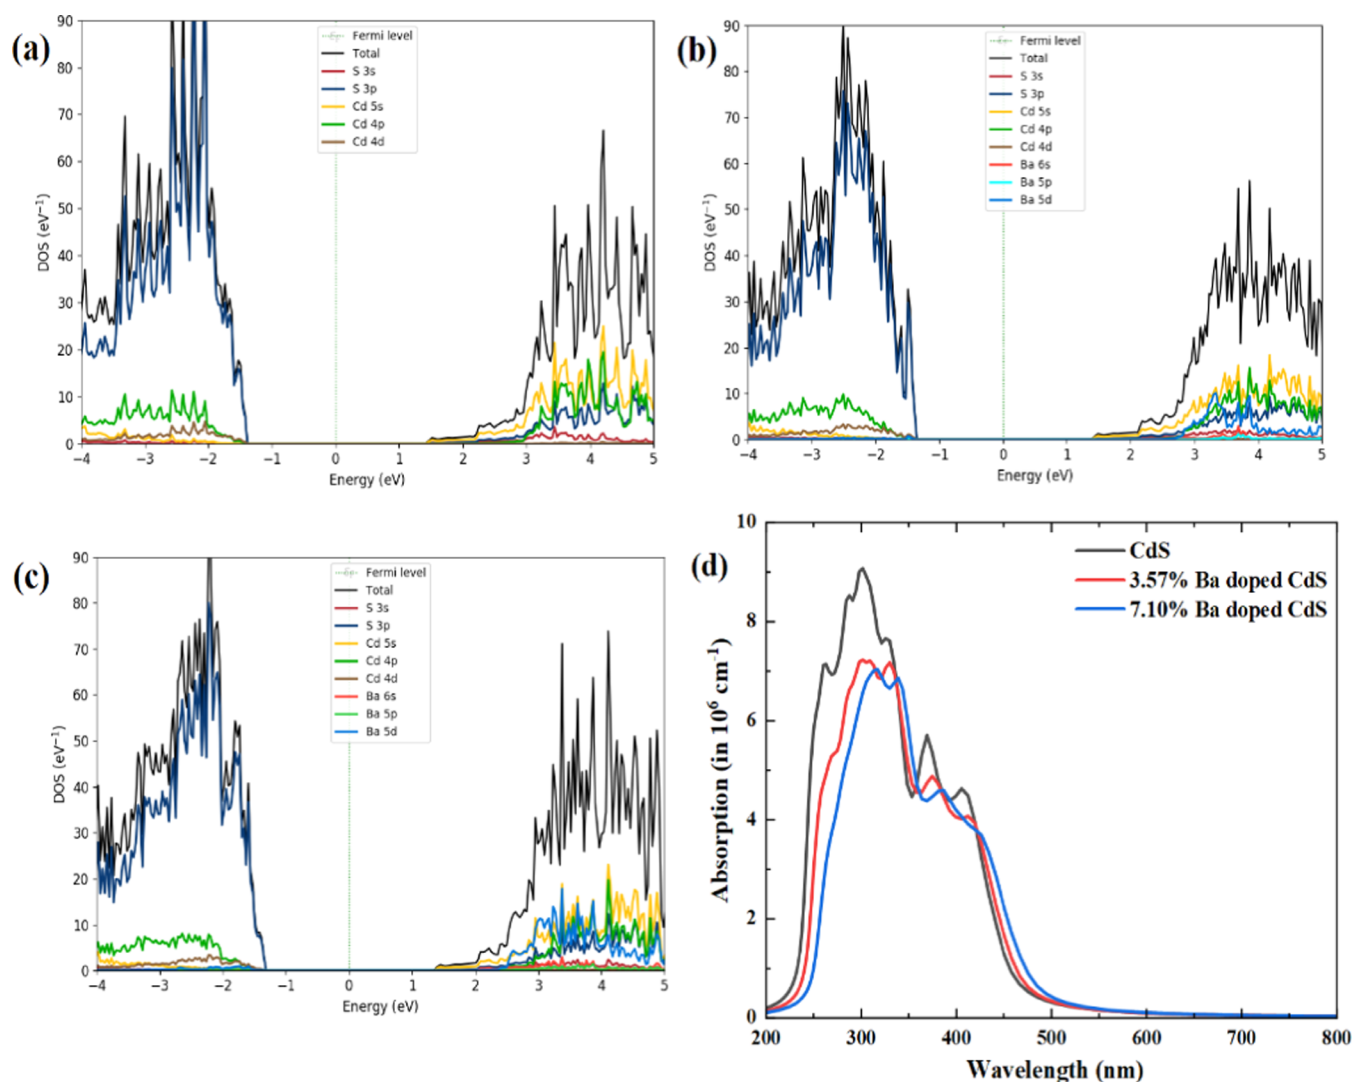 (a)
90
80
70
60
50
40
30
20
10
0
DOS (eV⁻¹)
Fermi level
Total
S 3s
S 3p
Cd 5s
Cd 4p
Cd 4d
−4 −3 −2 −1 0 1 2 3 4 5
Energy (eV)
(b)
90
80
70
60
50
40
30
20
10
0
DOS (eV⁻¹)
Fermi level
Total
S 3s
S 3p
Cd 5s
Cd 4p
Cd 4d
Ba 6s
Ba 5p
Ba 5d
−4 −3 −2 −1 0 1 2 3 4 5
Energy (eV)
(c)
90
80
70
60
50
40
30
20
10
0
DOS (eV⁻¹)
Fermi level
Total
S 3s
S 3p
Cd 5s
Cd 4p
Cd 4d
Ba 6s
Ba 5p
Ba 5d
−4 −3 −2 −1 0 1 2 3 4 5
Energy (eV)
(d)
10
8
6
4
2
0
Absorption (in 10⁶ cm⁻¹)
CdS
3.57% Ba doped CdS
7.10% Ba doped CdS
200 300 400 500 600 700 800
Wavelength (nm)